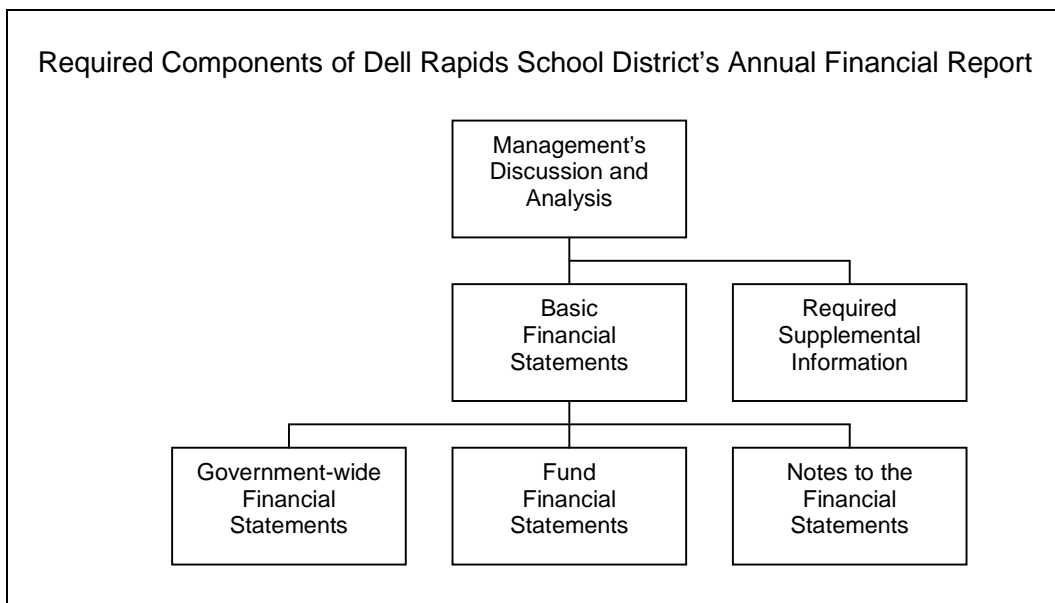 Required Components of Dell Rapids School District’s Annual Financial Report
Management’s
Discussion and
Analysis
Basic
Financial
Statements
Required
Supplemental
Information
Government-wide
Financial
Statements
Fund
Financial
Statements
Notes to the
Financial
Statements